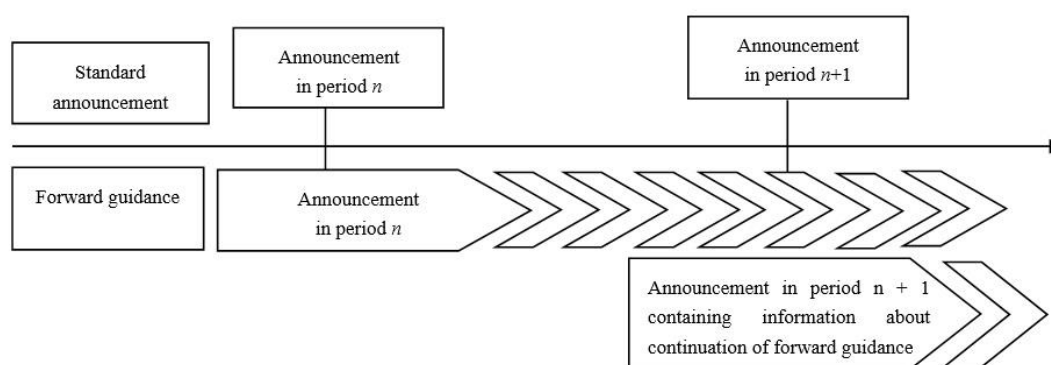 Standard
announcement
Announcement
in period n
Announcement
in period n+1
Forward guidance
Announcement
in period n
Announcement in period n + 1
containing information about
continuation of forward guidance